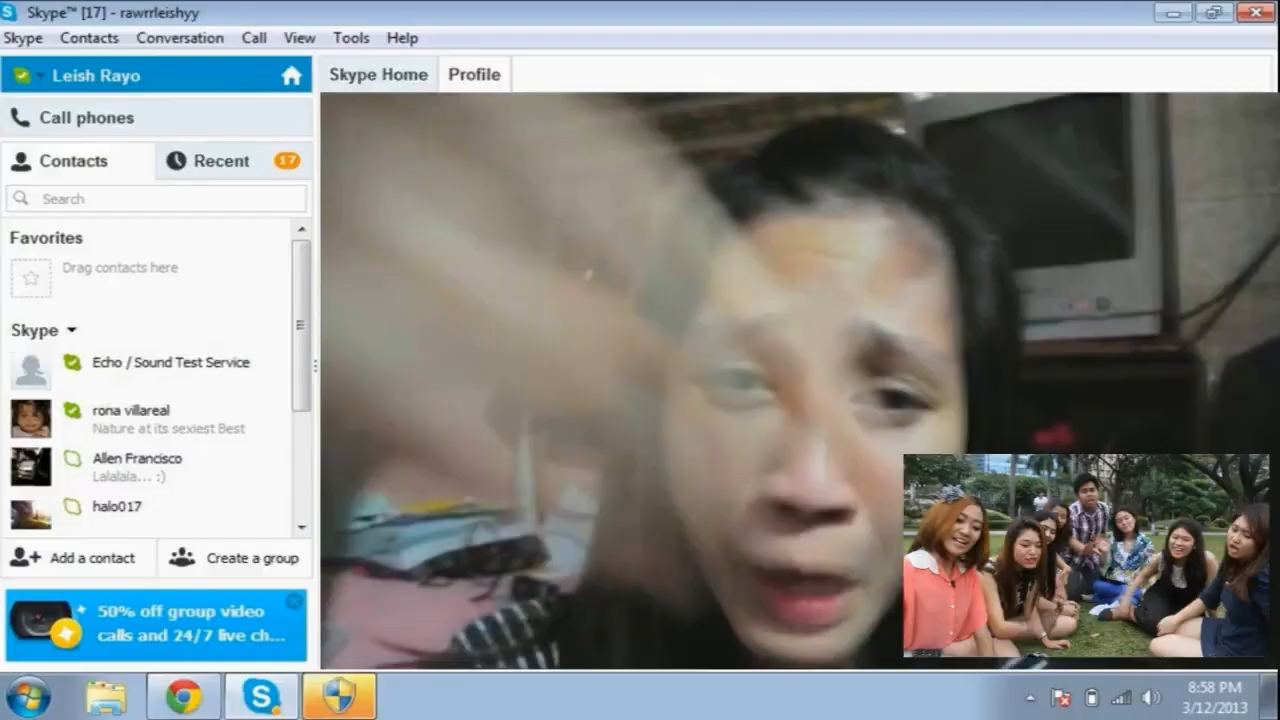 Skype™ [17] - rawrrleishyy
Skype Contacts Conversation Call View Tools Help
Leish Rayo
Skype Home Profile
Call phones
Contacts Recent 17
Search
Favorites
Drag contacts here
Skype
Echo / Sound Test Service
rona villareal
Nature at its sexiest Best
Allen Francisco
Lalalala... :)
halo017
Add a contact Create a group
50% off group video
calls and 24/7 live ch...
8:58 PM
3/12/2013